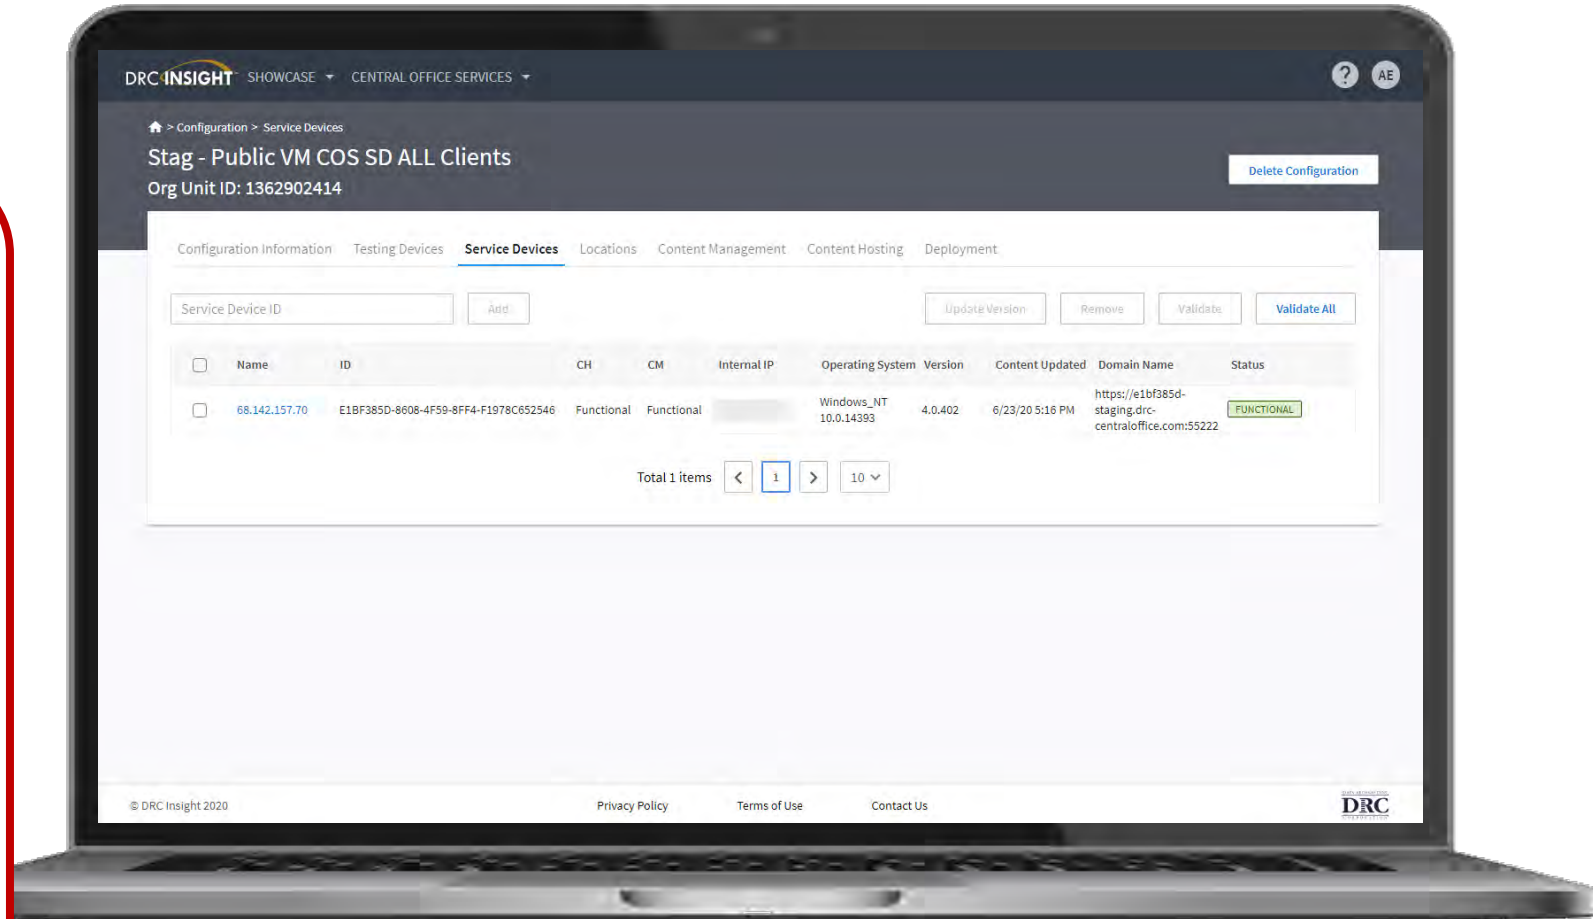 DRC INSIGHT SHOWCASE CENTRAL OFFICE SERVICES ? AE
> Configuration > Service Devices
Stag - Public VM COS SD ALL Clients
Org Unit ID: 1362902414
Delete Configuration
Configuration Information Testing Devices Service Devices Locations Content Management Content Hosting Deployment
Service Device ID Add Update Version Remove Validate Validate All
Name ID CH CM Internal IP Operating System Version Content Updated Domain Name Status
68.142.157.70 E1BF385D-8608-4F59-8FF4-F1978C652546 Functional Functional Windows_NT 10.0.14393 4.0.402 6/23/20 5:16 PM https://e1bf385d-staging.drc-centraloffice.com:55222 FUNCTIONAL
Total 1 items < 1 > 10
© DRC Insight 2020 Privacy Policy Terms of Use Contact Us DRC